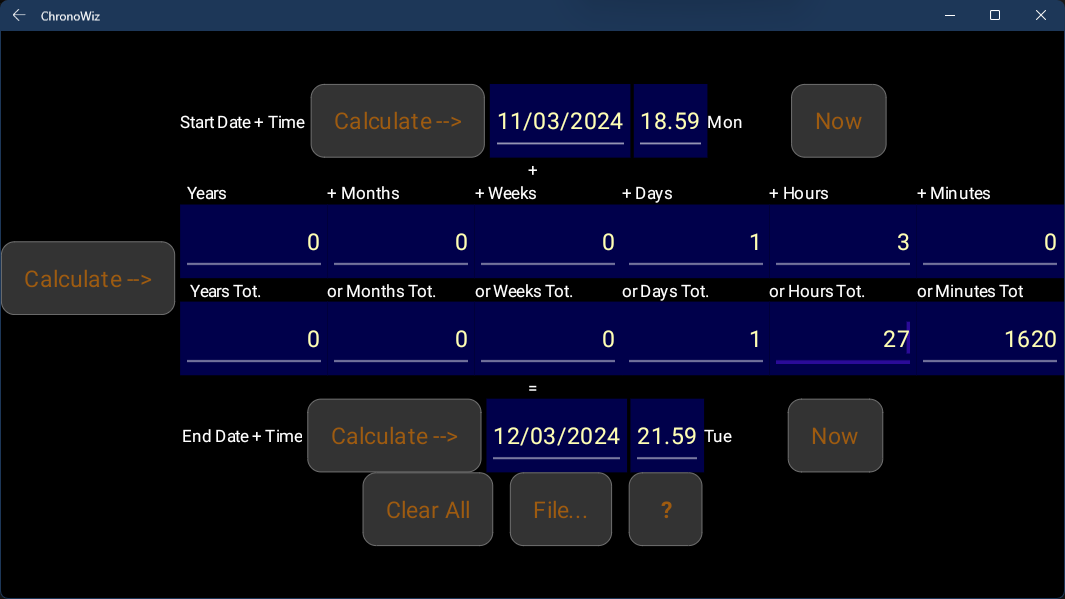 ChronoWiz
Start Date + Time Calculate --> 11/03/2024 18.59 Mon Now
+
Years + Months + Weeks + Days + Hours + Minutes
0 0 0 1 3 0
Calculate -->
Years Tot. or Months Tot. or Weeks Tot. or Days Tot. or Hours Tot. or Minutes Tot
0 0 0 1 27 1620
=
End Date + Time Calculate --> 12/03/2024 21.59 Tue Now
Clear All File... ?